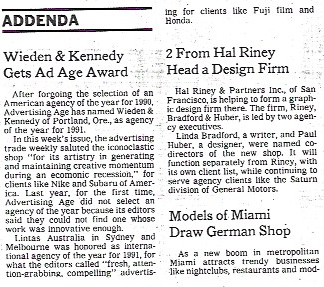 ADDENDA
Wieden & Kennedy
Gets Ad Age Award
After forgoing the selection of an
American agency of the year for 1990,
Advertising Age has named Wieden &
Kennedy of Portland, Ore., as agency
of the year for 1991.
In this week's issue, the advertising
trade weekly saluted the iconoclastic
shop "for its artistry in generating
and maintaining creative momentum
during an econoric recession," for
clients like Nike and Subaru of Amer-
ica. Last year, for the first time,
Advertising Age did not select an
agency of the year because its editors
said they could not find one whose
work was innovative enough.
Lintas Australia in Sydney and
Melbourne was honored as interna-
tional agency of the year for 1991, for
what the editors called "fresh, atten-
tion-grabbing, compelling" advertis-
ing for clients like Fuji film and
Honda.
2 From Hal Riney
Head a Design Firm
Hal Riney & Partners Inc., of San
Francisco, is helping to form a graph-
ic design firm there. The firm, Riney,
Bradford & Huber, is led by two agen-
cy executives.
Linda Bradford, a writer, and Paul
Huber, a designer, were named co-
directors of the new shop. It will
function separately from Riney, with
its own client list, while continuing to
serve agency clients like the Saturn
division of General Motors.
Models of Miami
Draw German Shop
As a new boom in metropolitan
Miami attracts trendy businesses
like nightclubs, restaurants and mod-